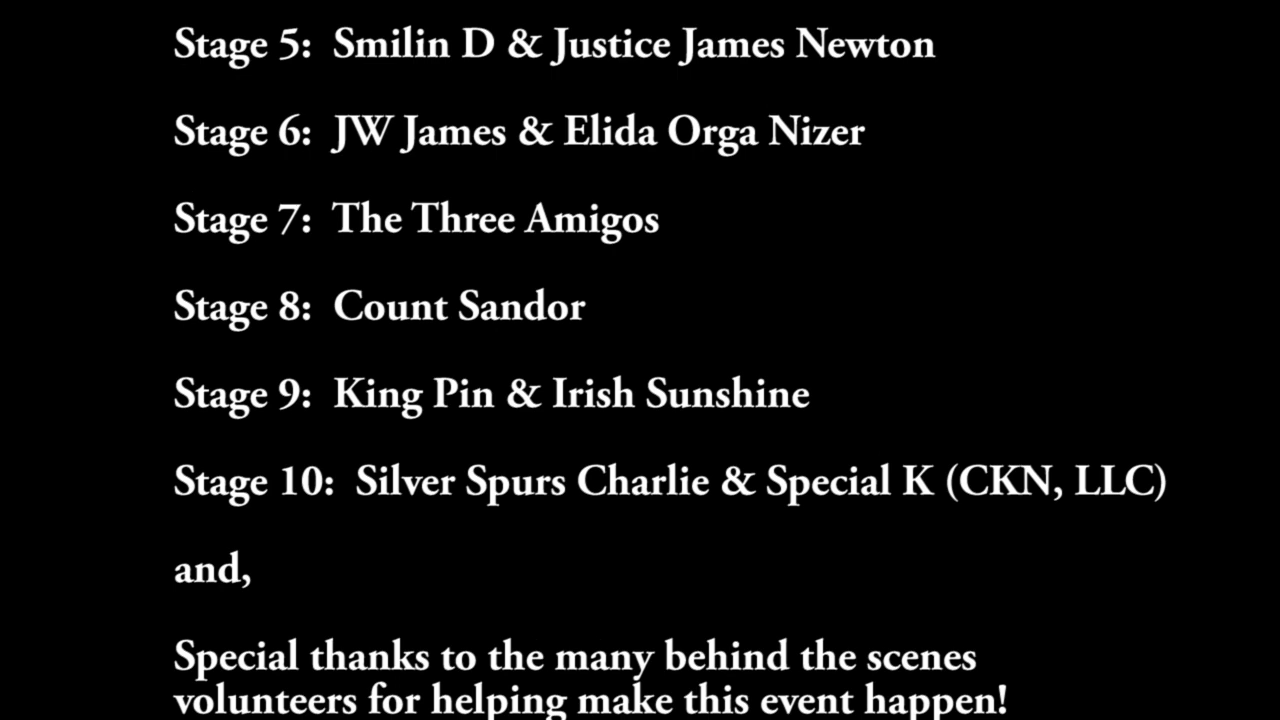 Stage 5:  Smilin D & Justice James Newton
Stage 6:  JW James & Elida Orga Nizer
Stage 7:  The Three Amigos
Stage 8:  Count Sandor
Stage 9:  King Pin & Irish Sunshine
Stage 10:  Silver Spurs Charlie & Special K (CKN, LLC)
and,
Special thanks to the many behind the scenes
volunteers for helping make this event happen!